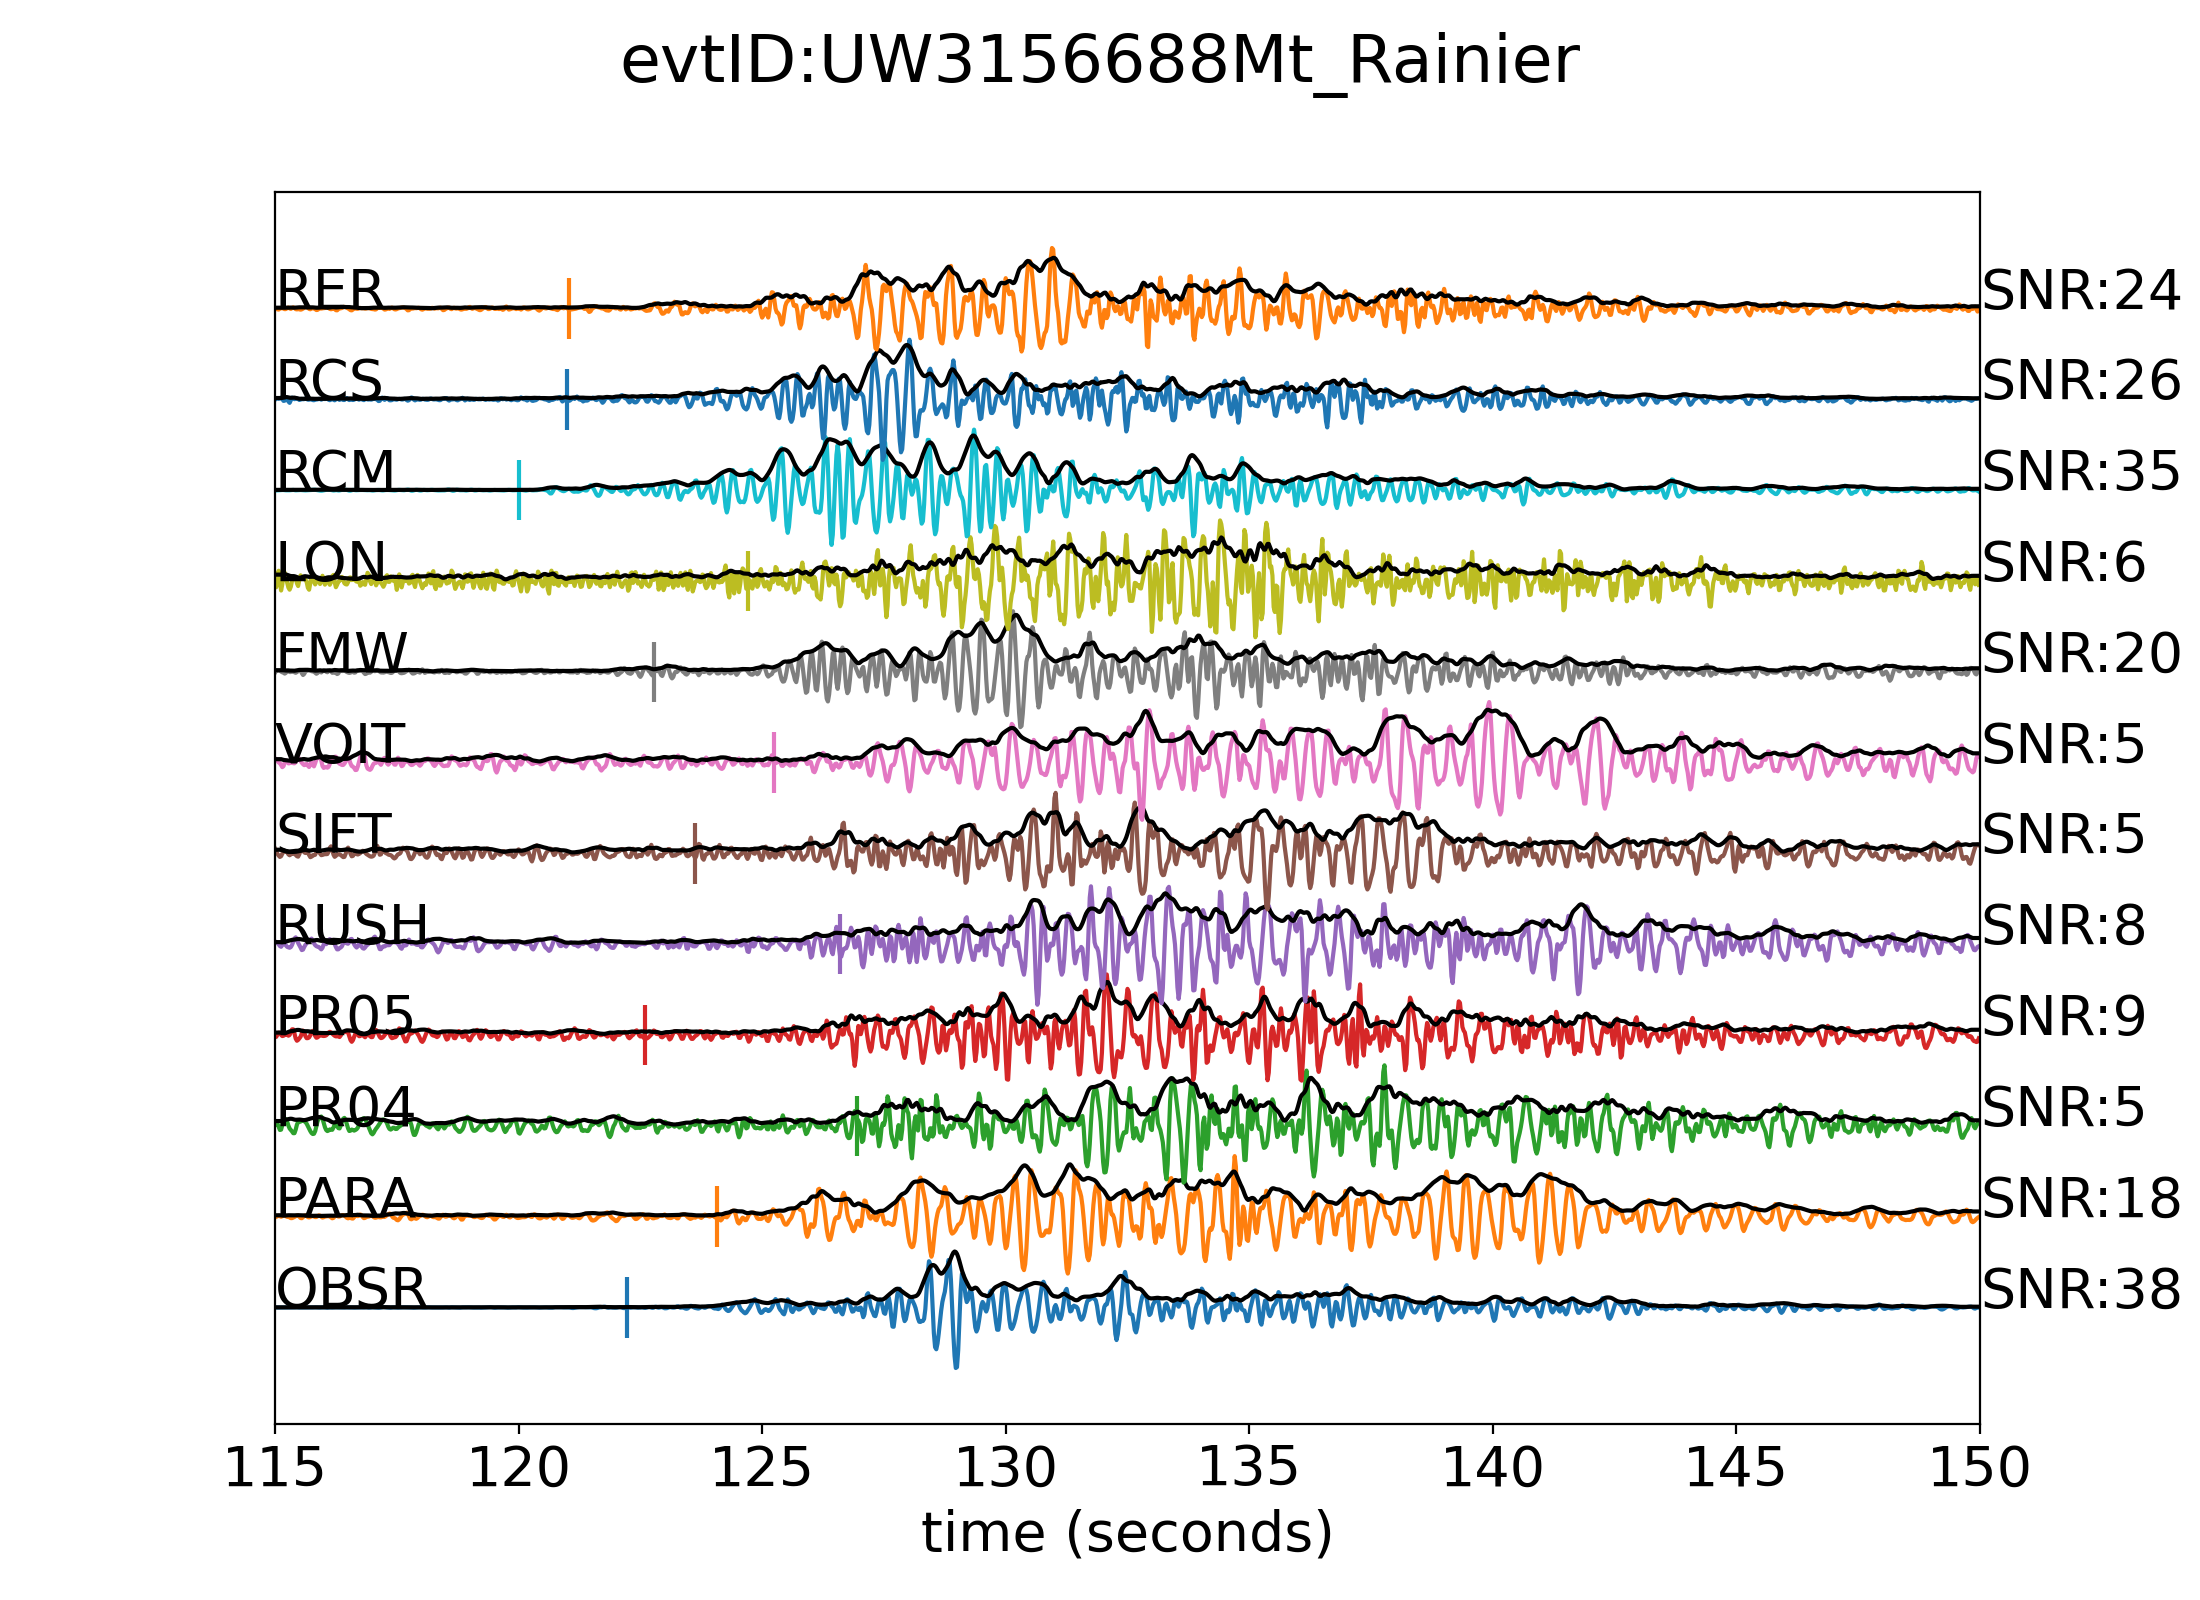 evtID:UW3156688Mt_Rainier
RER SNR:24
RCS SNR:26
RCM SNR:35
LON SNR:6
FMW SNR:20
VOIT SNR:5
SIFT SNR:5
RUSH SNR:8
PR05 SNR:9
PR04 SNR:5
PARA SNR:18
OBSR SNR:38
115 120 125 130 135 140 145 150
time (seconds)